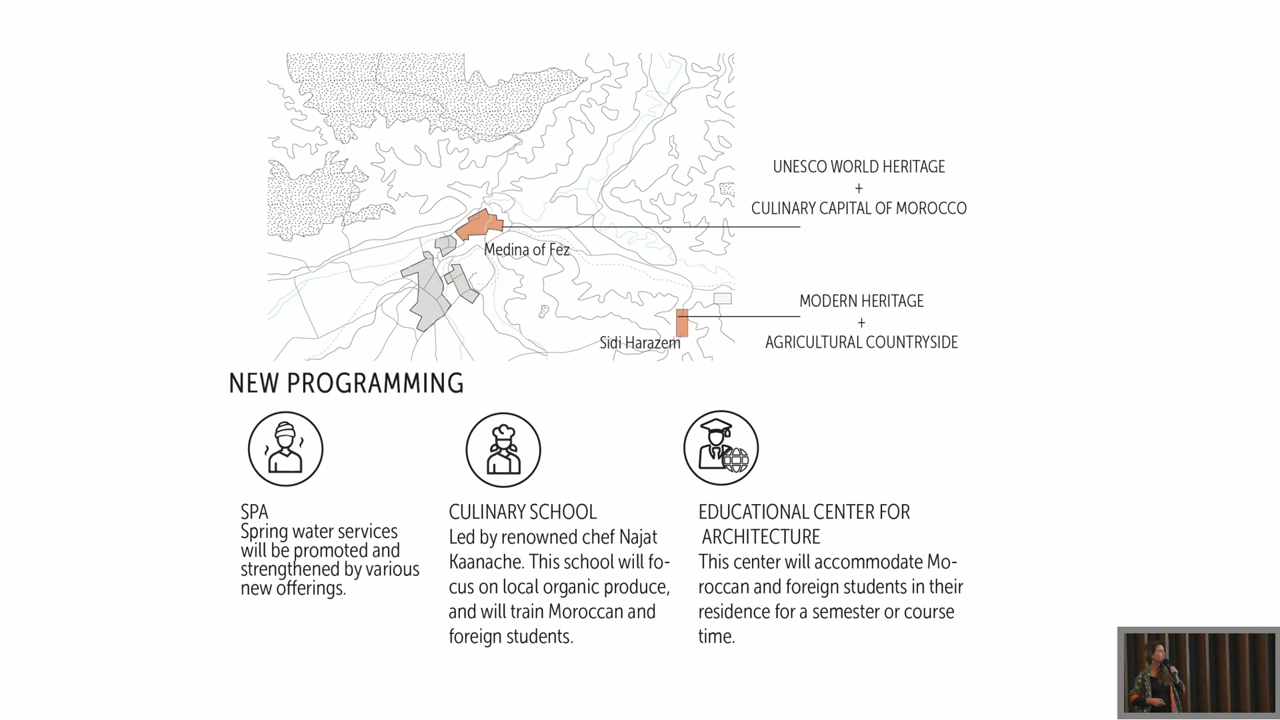 UNESCO WORLD HERITAGE
+
CULINARY CAPITAL OF MOROCCO
Medina of Fez
MODERN HERITAGE
+
AGRICULTURAL COUNTRYSIDE
Sidi Harazem
NEW PROGRAMMING
SPA
Spring water services
will be promoted and
strengthened by various
new offerings.
CULINARY SCHOOL
Led by renowned chef Najat
Kaanache. This school will fo-
cus on local organic produce,
and will train Moroccan and
foreign students.
EDUCATIONAL CENTER FOR
ARCHITECTURE
This center will accommodate Mo-
roccan and foreign students in their
residence for a semester or course
time.